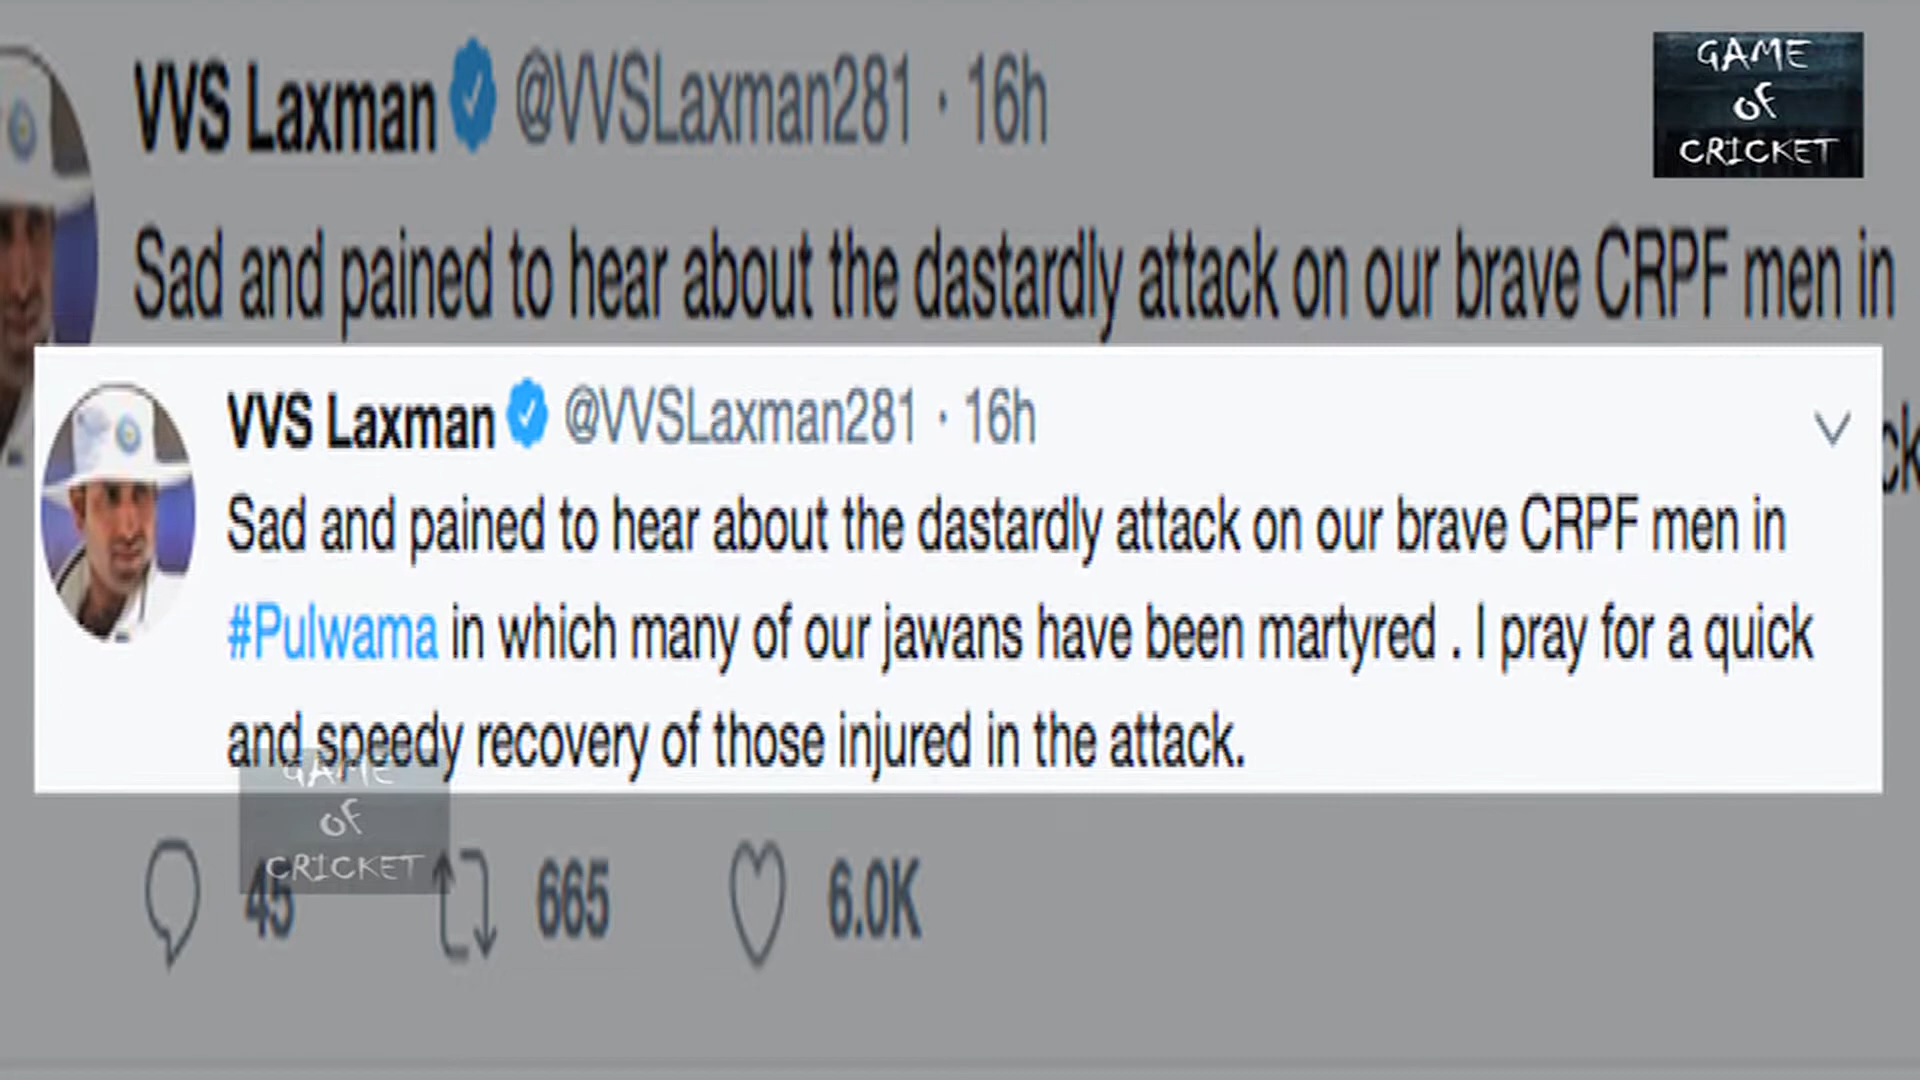 VVS Laxman @VVSLaxman281 · 16h
GAME
OF
CRICKET
Sad and pained to hear about the dastardly attack on our brave CRPF men in
VVS Laxman @VVSLaxman281 · 16h
Sad and pained to hear about the dastardly attack on our brave CRPF men in
#Pulwama in which many of our jawans have been martyred . I pray for a quick
and speedy recovery of those injured in the attack.
GAME
OF
CRICKET
45 665 6.0K